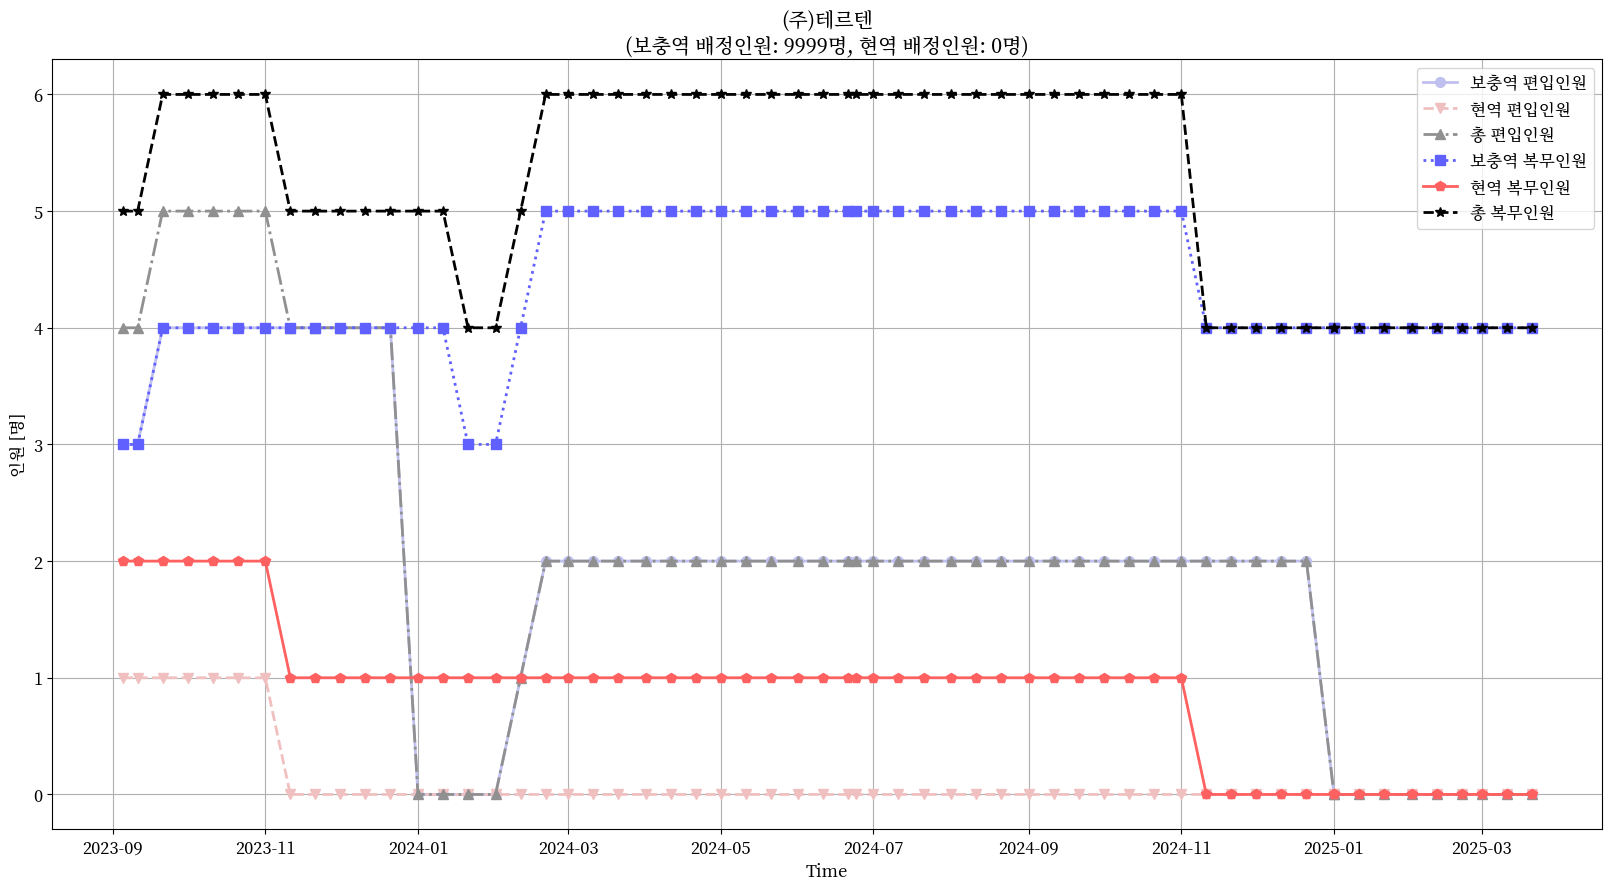 (주)테르텐
(보충역 배정인원: 9999명, 현역 배정인원: 0명)
보충역 편입인원
현역 편입인원
총 편입인원
보충역 복무인원
현역 복무인원
총 복무인원
인원 [명]
6
5
4
3
2
1
0
2023-09
2023-11
2024-01
2024-03
2024-05
2024-07
2024-09
2024-11
2025-01
2025-03
Time